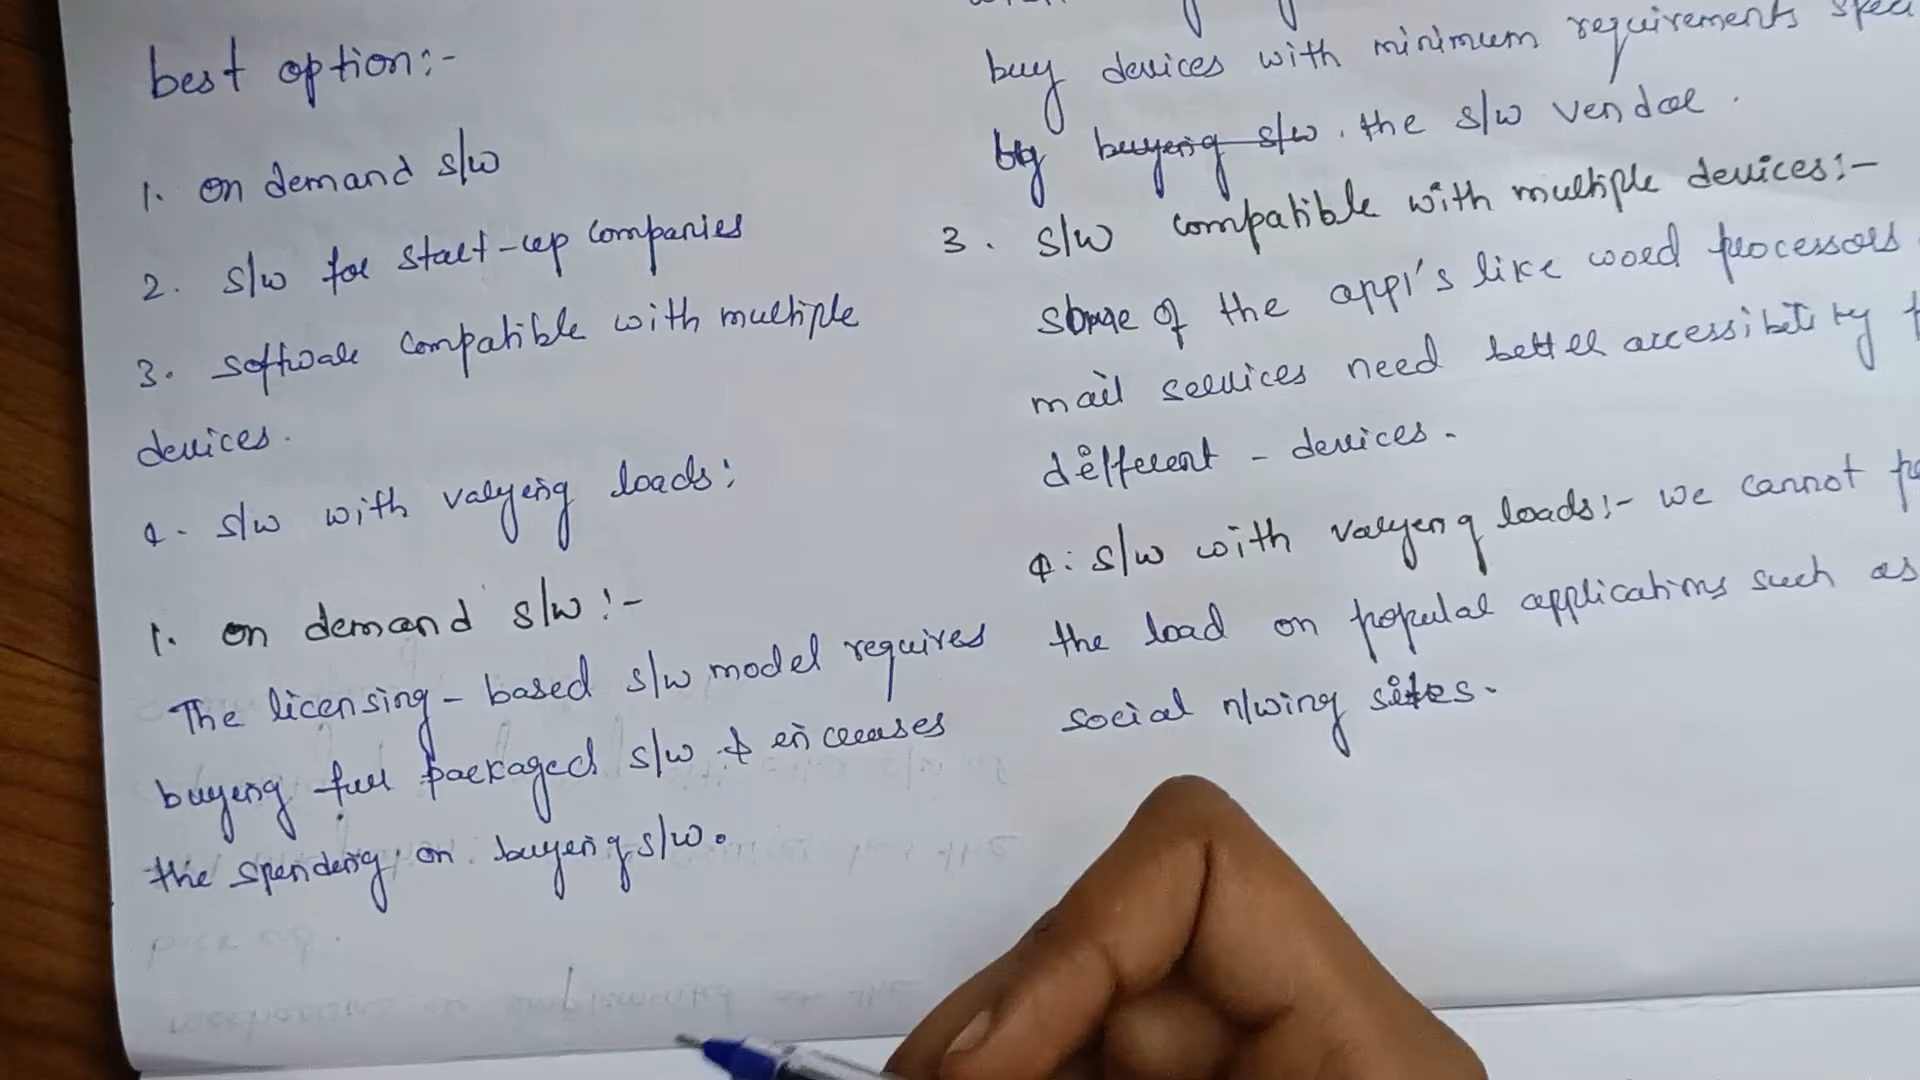 best option:-
1. on demand s/w
2. s/w for start-up companies
3. software compatible with multiple
devices.
4. s/w with varying loads:
1. on demand s/w:-
The licensing-based s/w model requires
buying full packaged s/w & increases
the spending on buying s/w.
buy devices with minimum requirements
by buying s/w. the s/w vendor.
3. s/w compatible with multiple devices:-
some of the appl's like word processors
mail services need better accessibility
different - devices.
4. s/w with varying loads:- we cannot
the load on popular applications such as
social n/wing sites.